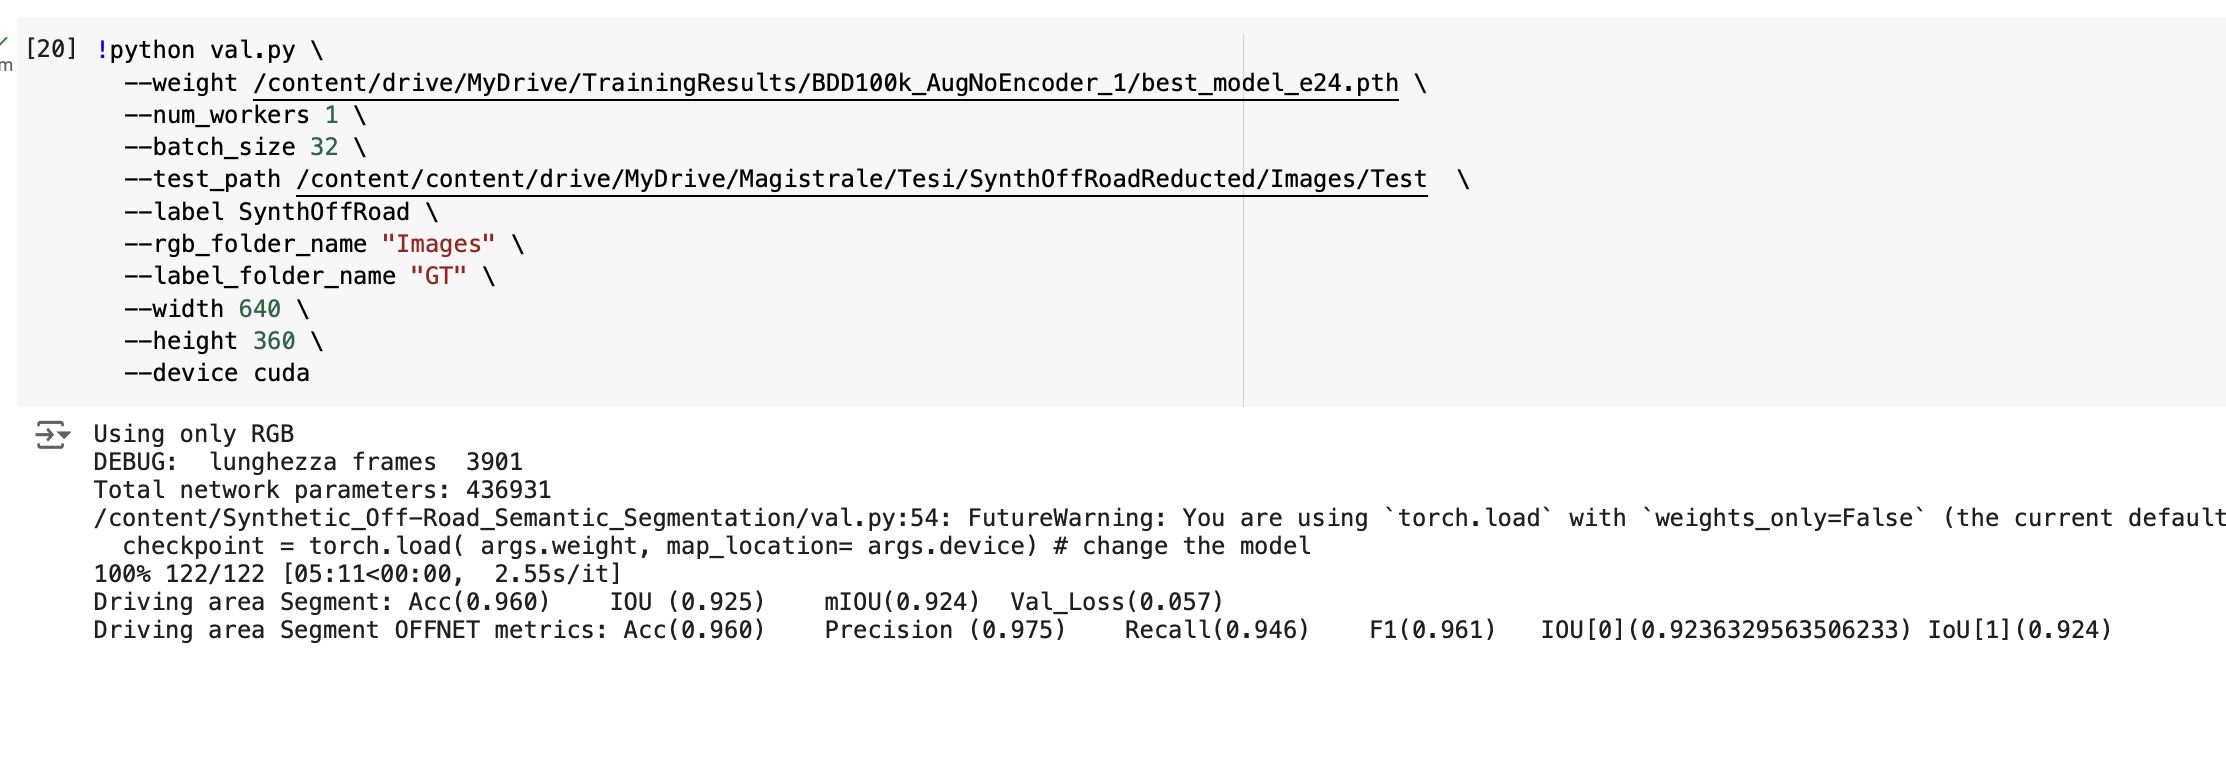 [20] !python val.py \
--weight /content/drive/MyDrive/TrainingResults/BDD100k_AugNoEncoder_1/best_model_e24.pth \
m
--num_workers 1 \
--batch_size 32 \
--test_path /content/content/drive/MyDrive/Magistrale/Tesi/SynthOffRoadReducted/Images/Test \
--label SynthOffRoad \
--rgb_folder_name "Images" \
--label_folder_name "GT" \
--width 640 \
--height 360 \
--device cuda
Using only RGB
DEBUG: lunghezza frames 3901
Total network parameters: 436931
/content/Synthetic_Off-Road_Semantic_Segmentation/val.py:54: FutureWarning: You are using `torch.load` with `weights_only=False` (the current default
checkpoint = torch.load( args.weight, map_location= args.device) # change the model
100% 122/122 [05:11<00:00, 2.55s/it]
Driving area Segment: Acc(0.960) IOU (0.925) mIOU(0.924) Val_Loss(0.057)
Driving area Segment OFFNET metrics: Acc(0.960) Precision (0.975) Recall(0.946) F1(0.961) IOU[0](0.9236329563506233) IoU[1](0.924)